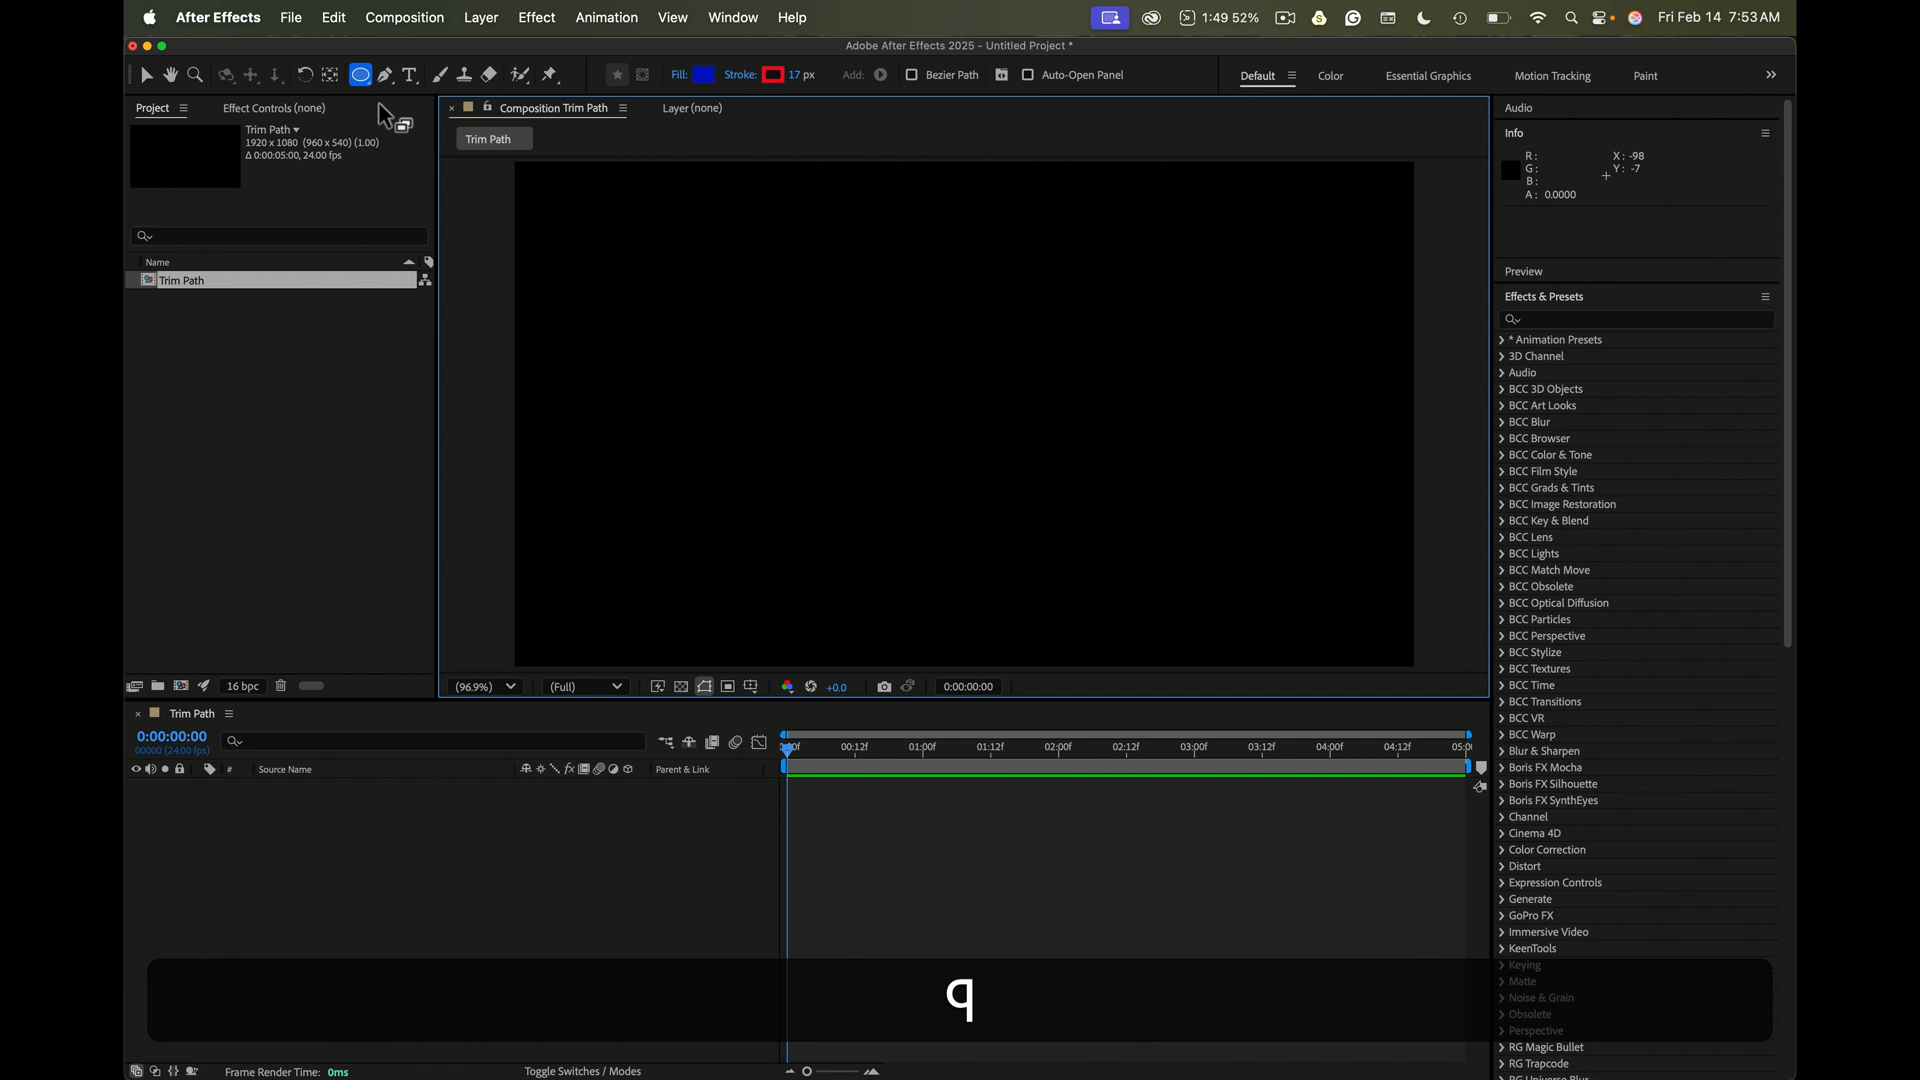 After Effects File Edit Composition Layer Effect Animation View Window Help 1:49 52% Fri Feb 14 7:53 AM
Adobe After Effects 2025 - Untitled Project *
Fill: Stroke: 17 px Add: Bezier Path Auto-Open Panel Default Color Essential Graphics Motion Tracking Paint
Project Effect Controls (none)
Trim Path
1920 x 1080 (960 x 540) (1.00)
Δ 0:00:05:00, 24.00 fps
Name
Trim Path
16 bpc
Composition Trim Path Layer (none)
Trim Path
(96.9%) (Full) +0.0 0:00:00:00
Audio
Info
R: X: -98
G: Y: -7
B:
A: 0.0000
Preview
Effects & Presets
* Animation Presets
3D Channel
Audio
BCC 3D Objects
BCC Art Looks
BCC Blur
BCC Browser
BCC Color & Tone
BCC Film Style
BCC Grads & Tints
BCC Image Restoration
BCC Key & Blend
BCC Lens
BCC Lights
BCC Match Move
BCC Obsolete
BCC Optical Diffusion
BCC Particles
BCC Perspective
BCC Stylize
BCC Textures
BCC Time
BCC Transitions
BCC VR
BCC Warp
Blur & Sharpen
Boris FX Mocha
Boris FX Silhouette
Boris FX SynthEyes
Channel
Cinema 4D
Color Correction
Distort
Expression Controls
Generate
GoPro FX
Immersive Video
KeenTools
Keying
Matte
Noise & Grain
Obsolete
Perspective
RG Magic Bullet
RG Trapcode
Trim Path
0:00:00:00
00000 (24.00 fps)
# Source Name Parent & Link
00:12f 01:00f 01:12f 02:00f 02:12f 03:00f 03:12f 04:00f 04:12f
q
Frame Render Time: 0ms Toggle Switches / Modes